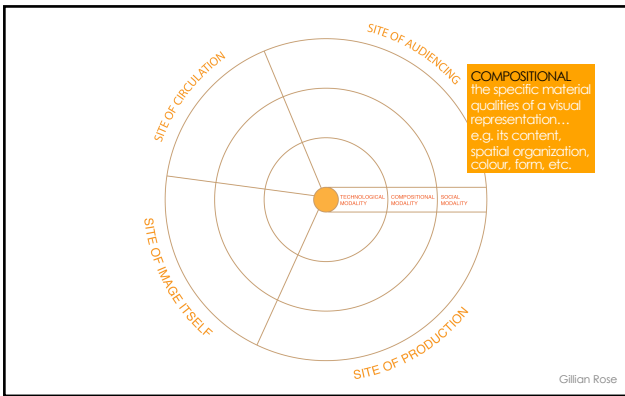 SITE OF AUDIENCING
SITE OF CIRCULATION
COMPOSITIONAL
the specific material
qualities of a visual
representation…
e.g. its content,
spatial organization,
colour, form, etc.
TECHNOLOGICAL
MODALITY
COMPOSITIONAL
MODALITY
SOCIAL
MODALITY
SITE OF IMAGE ITSELF
SITE OF PRODUCTION
Gillian Rose